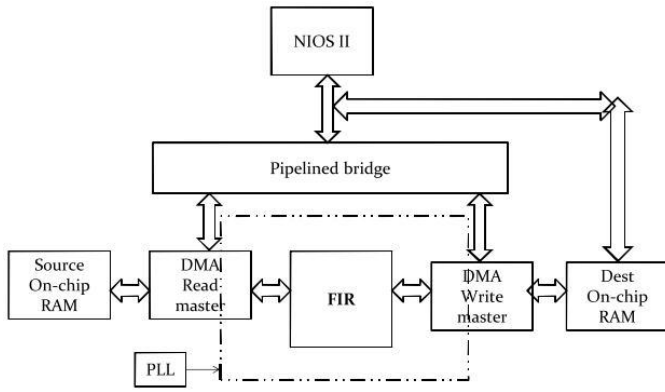 NIOS II
Pipelined bridge
Source
On-chip
RAM
DMA
Read
master
FIR
DMA
Write
master
Dest
On-chip
RAM
PLL